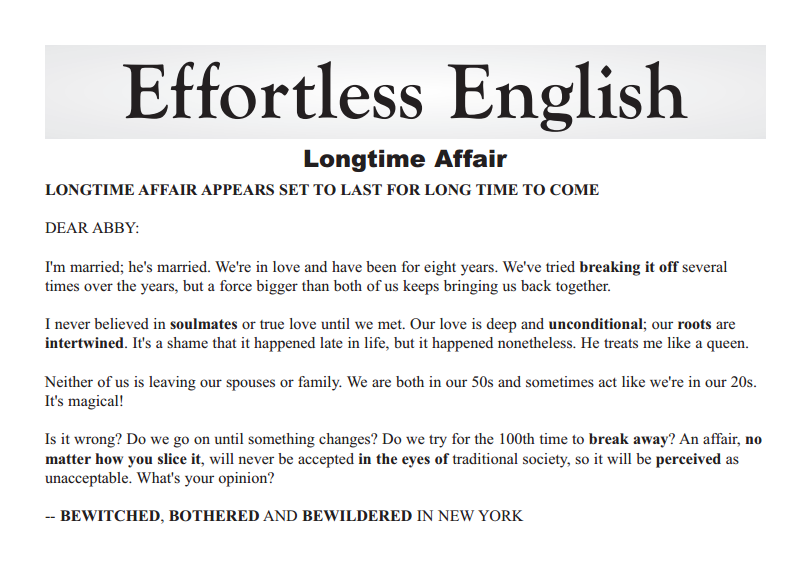 Effortless English
Longtime Affair
LONGTIME AFFAIR APPEARS SET TO LAST FOR LONG TIME TO COME
DEAR ABBY:
I'm married; he's married. We're in love and have been for eight years. We've tried breaking it off several
times over the years, but a force bigger than both of us keeps bringing us back together.
I never believed in soulmates or true love until we met. Our love is deep and unconditional; our roots are
intertwined. It's a shame that it happened late in life, but it happened nonetheless. He treats me like a queen.
Neither of us is leaving our spouses or family. We are both in our 50s and sometimes act like we're in our 20s.
It's magical!
Is it wrong? Do we go on until something changes? Do we try for the 100th time to break away? An affair, no
matter how you slice it, will never be accepted in the eyes of traditional society, so it will be perceived as
unacceptable. What's your opinion?
-- BEWITCHED, BOTHERED AND BEWILDERED IN NEW YORK